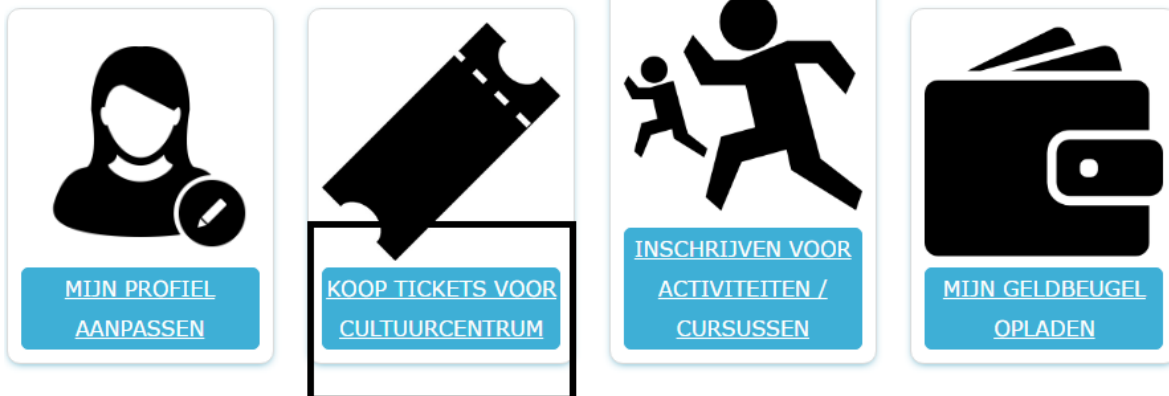 MIJN PROFIEL
AANPASSEN
KOOP TICKETS VOOR
CULTUURCENTRUM
INSCHRIJVEN VOOR
ACTIVITEITEN /
CURSUSSEN
MIJN GELDBEUGEL
OPLADEN